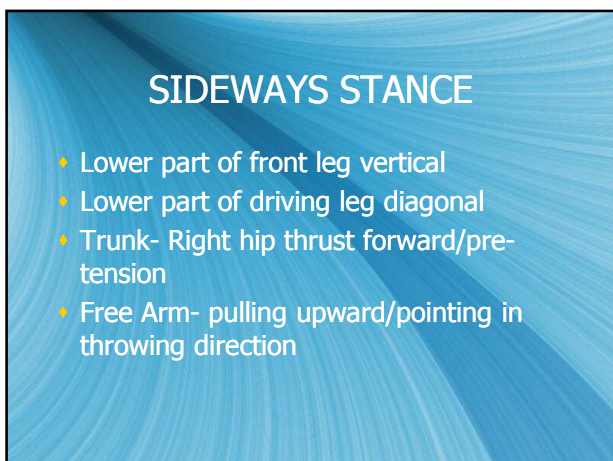 SIDEWAYS STANCE
Lower part of front leg vertical
Lower part of driving leg diagonal
Trunk- Right hip thrust forward/pre-
tension
Free Arm- pulling upward/pointing in
throwing direction